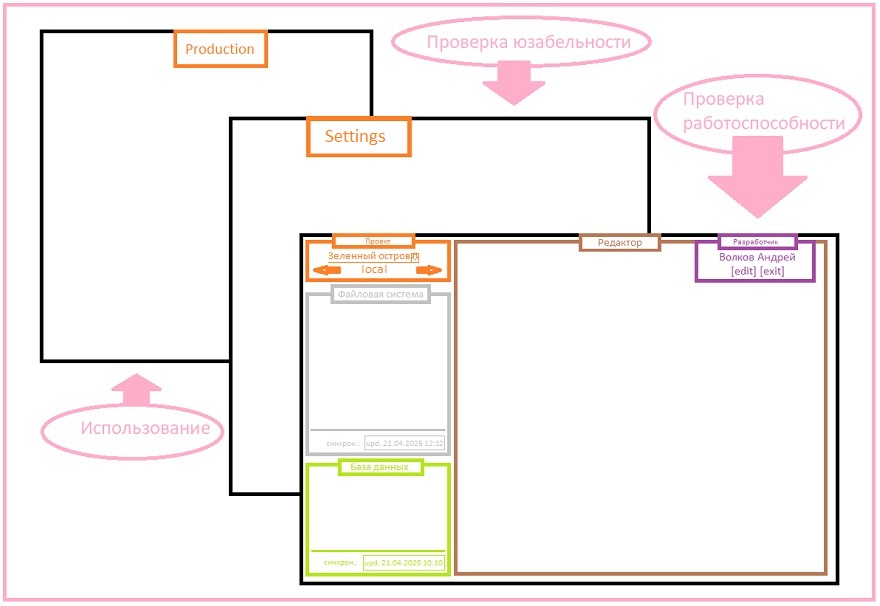 Production
Проверка юзабельности
Проверка
работоспособности
Settings
Проект
Редактор
Разработчик
Зеленный остров
local
Волков Андрей
[edit] [exit]
Файловая система
Использование
синхрон.: upd. 21.04.2025 12:12
База данных
синхрон.: upd. 21.04.2025 10:10